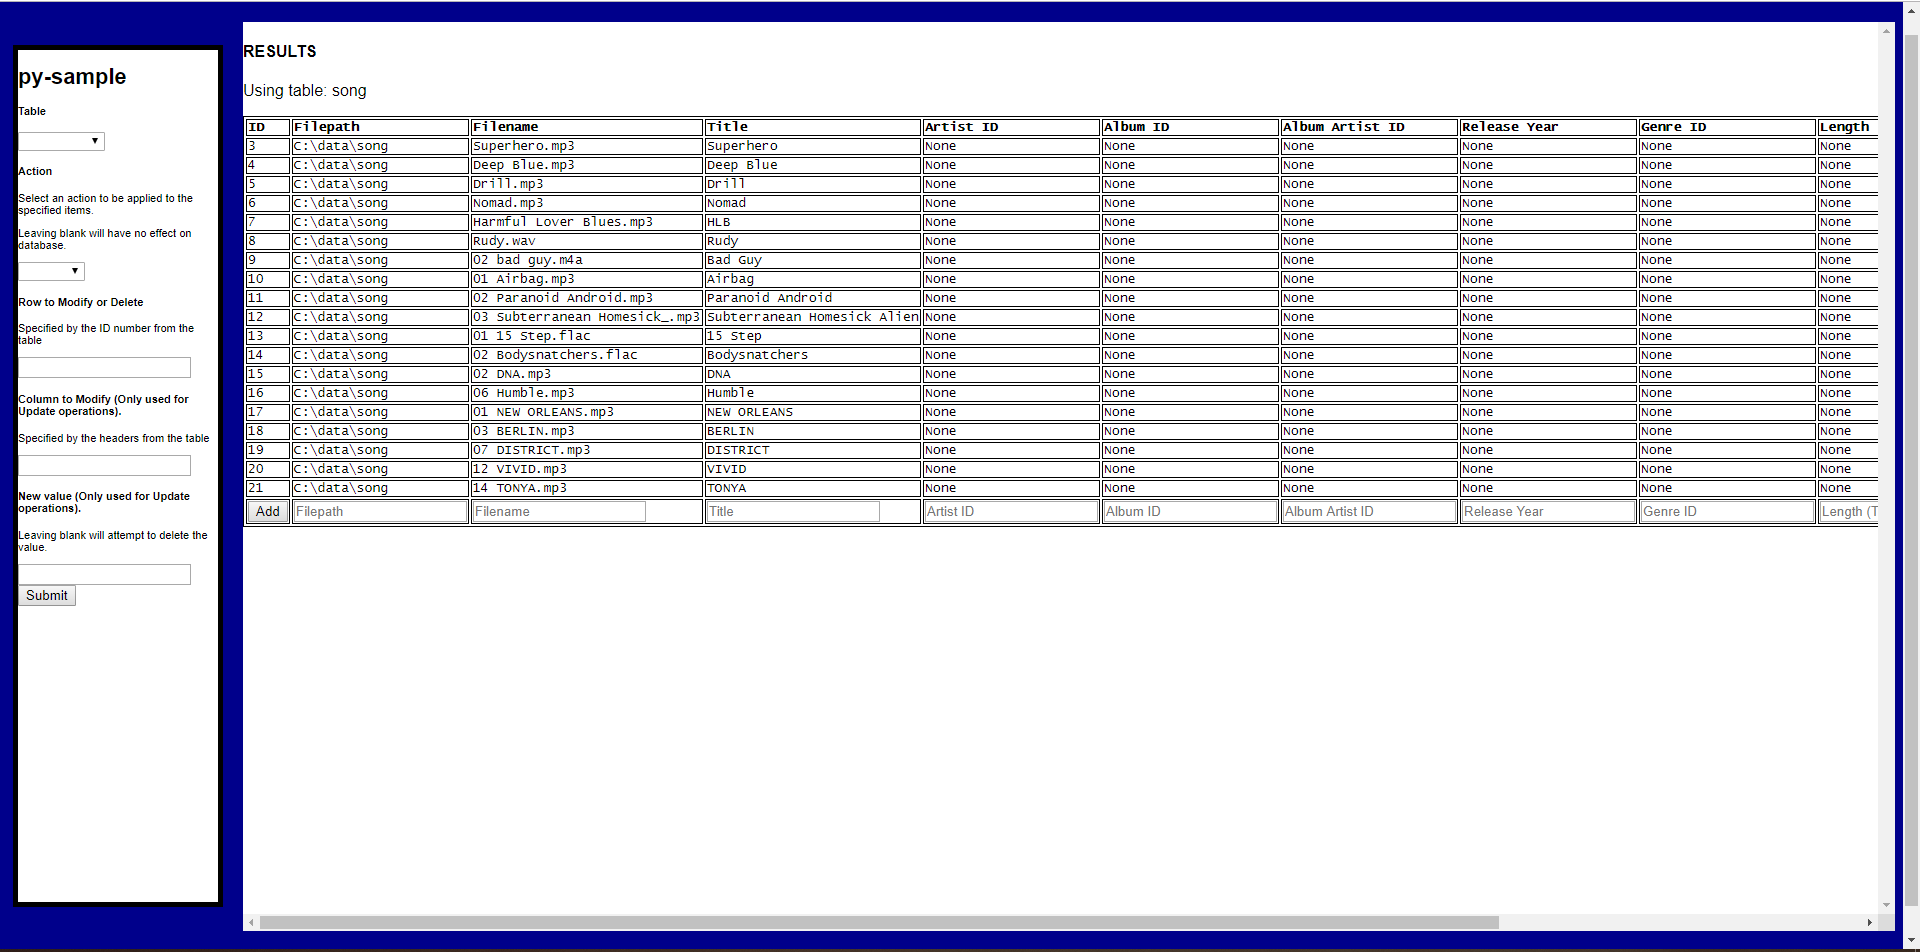 py-sample
Table
Action
Select an action to be applied to the
specified items.
Leaving blank will have no effect on
database.
Row to Modify or Delete
Specified by the ID number from the
table
Column to Modify (Only used for
Update operations).
Specified by the headers from the table
New value (Only used for Update
operations).
Leaving blank will attempt to delete the
value.
Submit
RESULTS
Using table: song
ID Filepath Filename Title Artist ID Album ID Album Artist ID Release Year Genre ID Length
3 C:\data\song Superhero.mp3 Superhero None None None None None None
4 C:\data\song Deep Blue.mp3 Deep Blue None None None None None None
5 C:\data\song Drill.mp3 Drill None None None None None None
6 C:\data\song Nomad.mp3 Nomad None None None None None None
7 C:\data\song Harmful Lover Blues.mp3 HLB None None None None None None
8 C:\data\song Rudy.wav Rudy None None None None None None
9 C:\data\song 02 bad guy.m4a Bad Guy None None None None None None
10 C:\data\song 01 Airbag.mp3 Airbag None None None None None None
11 C:\data\song 02 Paranoid Android.mp3 Paranoid Android None None None None None None
12 C:\data\song 03 Subterranean Homesick_.mp3 Subterranean Homesick Alien None None None None None None
13 C:\data\song 01 15 Step.flac 15 Step None None None None None None
14 C:\data\song 02 Bodysnatchers.flac Bodysnatchers None None None None None None
15 C:\data\song 02 DNA.mp3 DNA None None None None None None
16 C:\data\song 06 Humble.mp3 Humble None None None None None None
17 C:\data\song 01 NEW ORLEANS.mp3 NEW ORLEANS None None None None None None
18 C:\data\song 03 BERLIN.mp3 BERLIN None None None None None None
19 C:\data\song 07 DISTRICT.mp3 DISTRICT None None None None None None
20 C:\data\song 12 VIVID.mp3 VIVID None None None None None None
21 C:\data\song 14 TONYA.mp3 TONYA None None None None None None
Add Filepath Filename Title Artist ID Album ID Album Artist ID Release Year Genre ID Length (T